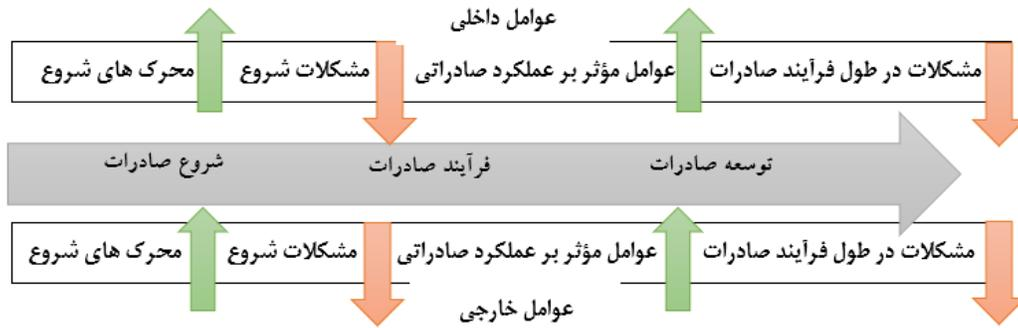 عوامل داخلی
محرک های شروع مشکلات شروع عوامل مؤثر بر عملکرد صادراتی مشکلات در طول فرآیند صادرات
شروع صادرات فرآیند صادرات توسعه صادرات
محرک های شروع مشکلات شروع عوامل مؤثر بر عملکرد صادراتی مشکلات در طول فرآیند صادرات
عوامل خارجی